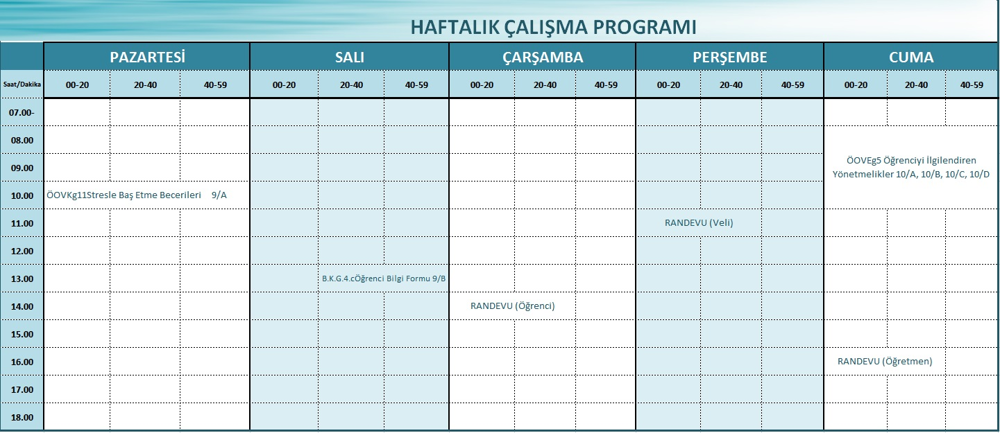 HAFTALIK ÇALIŞMA PROGRAMI
PAZARTESİ SALI ÇARŞAMBA PERŞEMBE CUMA
Saat/Dakika 00-20 20-40 40-59 00-20 20-40 40-59 00-20 20-40 40-59 00-20 20-40 40-59 00-20 20-40 40-59
07.00-
08.00
ÖOVEg5 Öğrenciyi İlgilendiren
09.00
Yönetmelikler 10/A, 10/B, 10/C, 10/D
10.00 ÖOVKg11Stresle Baş Etme Becerileri 9/A
11.00 RANDEVU (Veli)
12.00
13.00 B.K.G.4.cÖğrenci Bilgi Formu 9/B
14.00 RANDEVU (Öğrenci)
15.00
16.00 RANDEVU (Öğretmen)
17.00
18.00